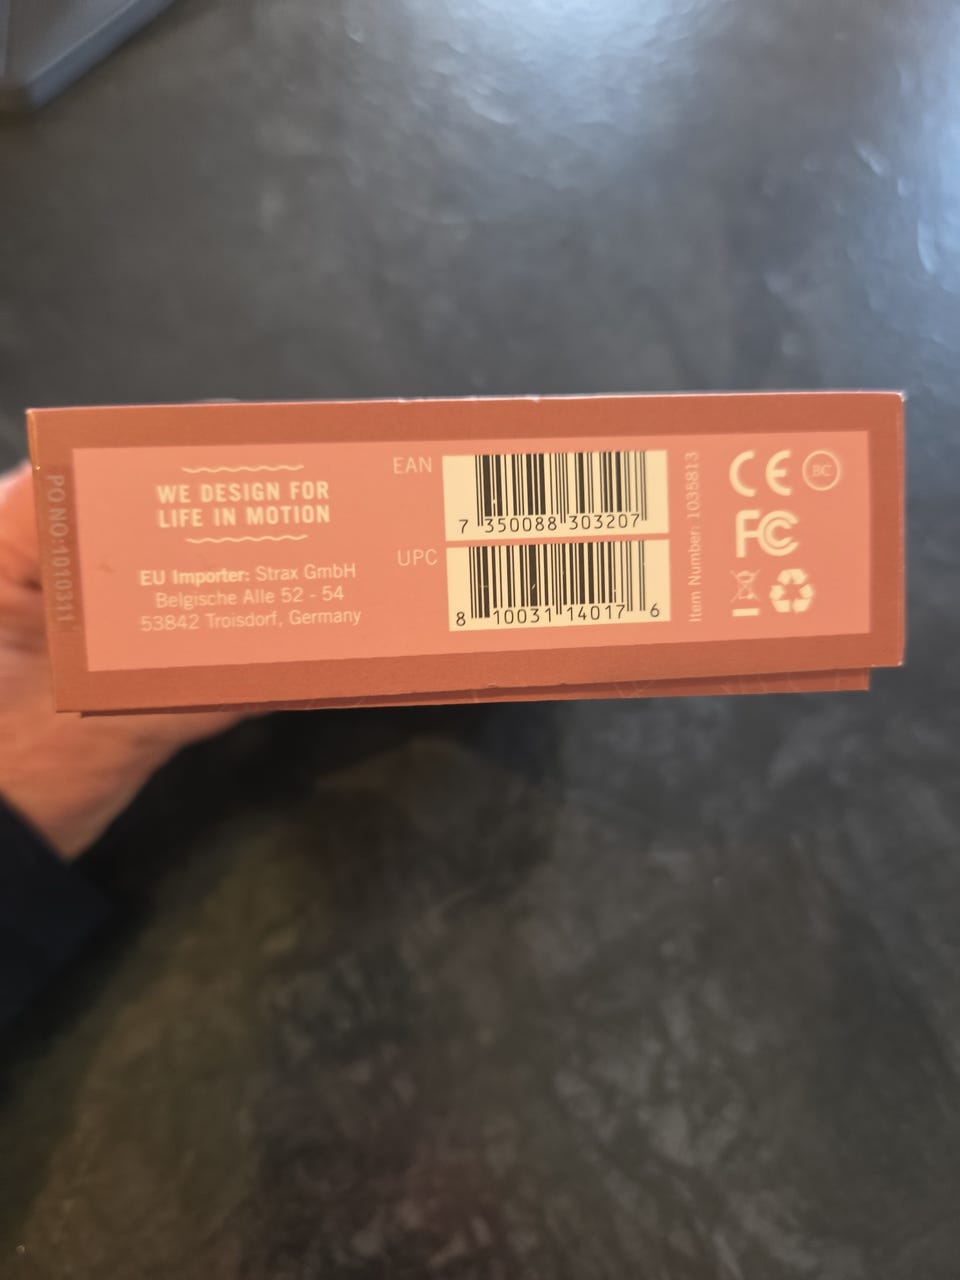 PO NO:1010311
WE DESIGN FOR
LIFE IN MOTION
EU Importer: Strax GmbH
Belgische Alle 52 - 54
53842 Troisdorf, Germany
EAN
7 350088 303207
UPC
8 10031 14017 6
Item Number: 1035813
CE
BC
FC